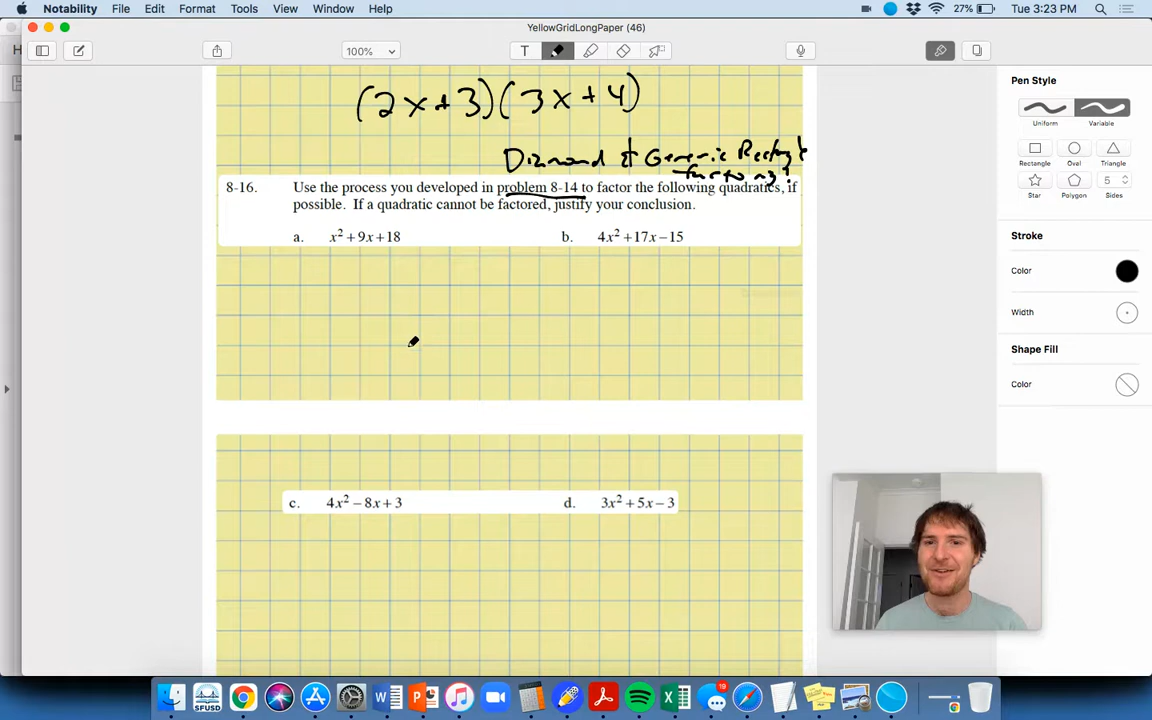 Notability File Edit Format Tools View Window Help 27% Tue 3:23 PM
YellowGridLongPaper (46)
100% T
Pen Style
Uniform Variable
Rectangle Oval Triangle
5
Star Polygon Sides
Stroke
Color
Width
Shape Fill
Color
(2x+3)(3x+4)
Diamond & Generic Rectangle
factoring!
8-16. Use the process you developed in problem 8-14 to factor the following quadratics, if
possible. If a quadratic cannot be factored, justify your conclusion.
a. x² + 9x + 18 b. 4x² + 17x − 15
c. 4x² − 8x + 3 d. 3x² + 5x − 3
SFUSD
19